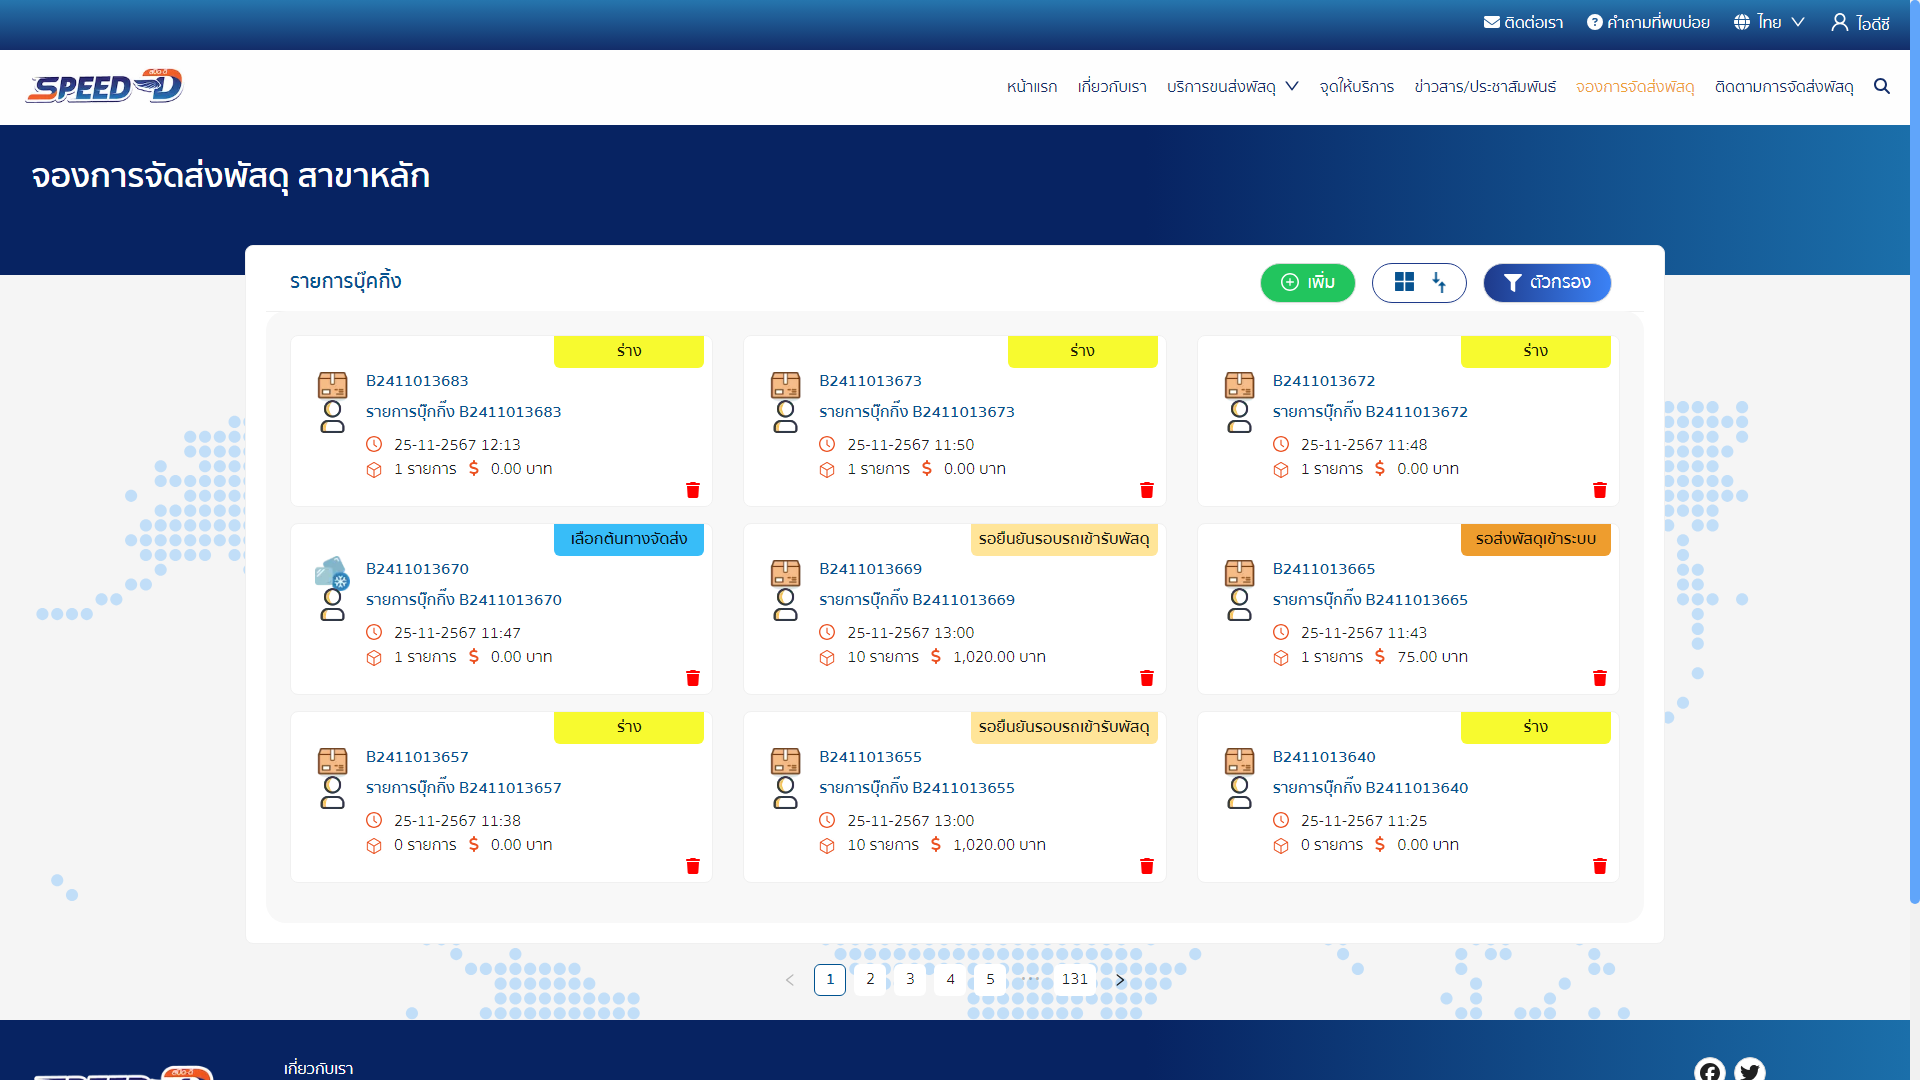 ติดต่อเรา คำถามที่พบบ่อย ไทย ไอดีซี
SPEED-D สปีด-ดี
หน้าแรก เกี่ยวกับเรา บริการขนส่งพัสดุ จุดให้บริการ ข่าวสาร/ประชาสัมพันธ์ จองการจัดส่งพัสดุ ติดตามการจัดส่งพัสดุ
จองการจัดส่งพัสดุ สาขาหลัก
รายการบุ๊คกิ้ง เพิ่ม ตัวกรอง
ร่าง
B2411013683
รายการบุ๊กกิ๊ง B2411013683
25-11-2567 12:13
1 รายการ $ 0.00 บาท
ร่าง
B2411013673
รายการบุ๊กกิ๊ง B2411013673
25-11-2567 11:50
1 รายการ $ 0.00 บาท
ร่าง
B2411013672
รายการบุ๊กกิ๊ง B2411013672
25-11-2567 11:48
1 รายการ $ 0.00 บาท
เลือกต้นทางจัดส่ง
B2411013670
รายการบุ๊กกิ๊ง B2411013670
25-11-2567 11:47
1 รายการ $ 0.00 บาท
รอยืนยันรอบรถเข้ารับพัสดุ
B2411013669
รายการบุ๊กกิ๊ง B2411013669
25-11-2567 13:00
10 รายการ $ 1,020.00 บาท
รอส่งพัสดุเข้าระบบ
B2411013665
รายการบุ๊กกิ๊ง B2411013665
25-11-2567 11:43
1 รายการ $ 75.00 บาท
ร่าง
B2411013657
รายการบุ๊กกิ๊ง B2411013657
25-11-2567 11:38
0 รายการ $ 0.00 บาท
รอยืนยันรอบรถเข้ารับพัสดุ
B2411013655
รายการบุ๊กกิ๊ง B2411013655
25-11-2567 13:00
10 รายการ $ 1,020.00 บาท
ร่าง
B2411013640
รายการบุ๊กกิ๊ง B2411013640
25-11-2567 11:25
0 รายการ $ 0.00 บาท
< 1 2 3 4 5 ••• 131 >
เกี่ยวกับเรา